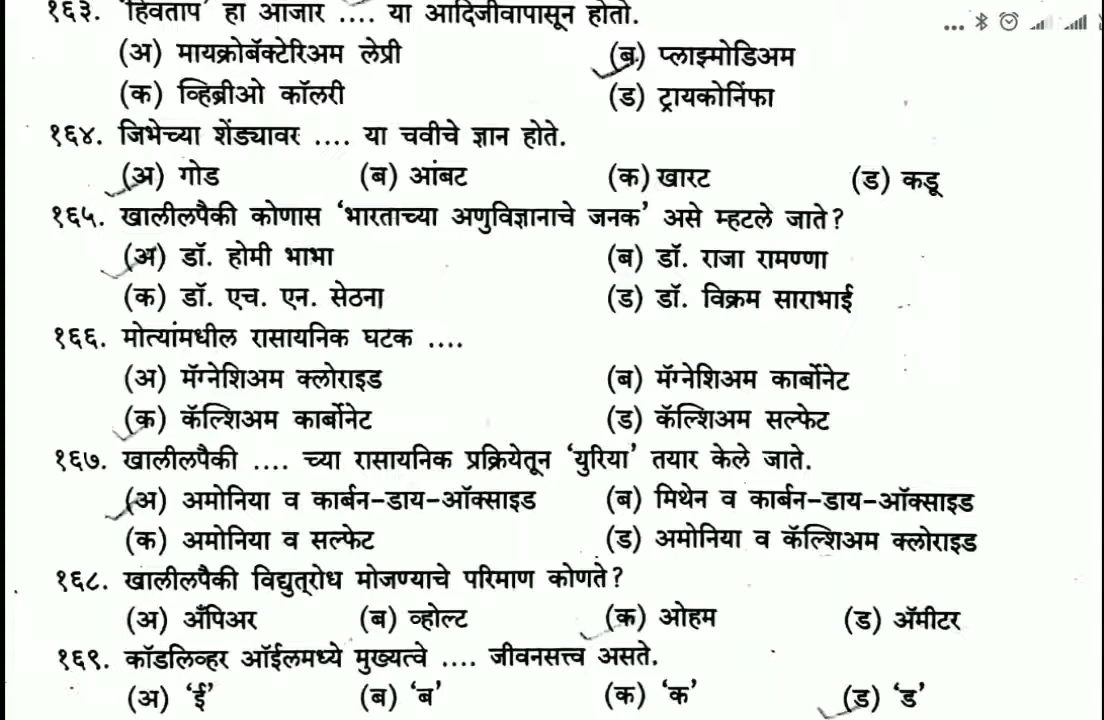 १६३. 'हिवताप' हा आजार .... या आदिजीवापासून होतो.
(अ) मायक्रोबॅक्टेरिअम लेप्री (ब) प्लाझ्मोडिअम
(क) व्हिब्रीओ कॉलरी (ड) ट्रायकोनिंफा
१६४. जिभेच्या शेंड्यावर .... या चवीचे ज्ञान होते.
(अ) गोड (ब) आंबट (क) खारट (ड) कडू
१६५. खालीलपैकी कोणास 'भारताच्या अणुविज्ञानाचे जनक' असे म्हटले जाते?
(अ) डॉ. होमी भाभा (ब) डॉ. राजा रामण्णा
(क) डॉ. एच. एन. सेठना (ड) डॉ. विक्रम साराभाई
१६६. मोत्यांमधील रासायनिक घटक ....
(अ) मॅग्नेशिअम क्लोराइड (ब) मॅग्नेशिअम कार्बोनेट
(क) कॅल्शिअम कार्बोनेट (ड) कॅल्शिअम सल्फेट
१६७. खालीलपैकी .... च्या रासायनिक प्रक्रियेतून 'युरिया' तयार केले जाते.
(अ) अमोनिया व कार्बन-डाय-ऑक्साइड (ब) मिथेन व कार्बन-डाय-ऑक्साइड
(क) अमोनिया व सल्फेट (ड) अमोनिया व कॅल्शिअम क्लोराइड
१६८. खालीलपैकी विद्युत्‌रोध मोजण्याचे परिमाण कोणते?
(अ) अँपिअर (ब) व्होल्ट (क) ओहम (ड) ॲमीटर
१६९. कॉडलिव्हर ऑईलमध्ये मुख्यत्वे .... जीवनसत्त्व असते.
(अ) 'ई' (ब) 'ब' (क) 'क' (ड) 'ड'